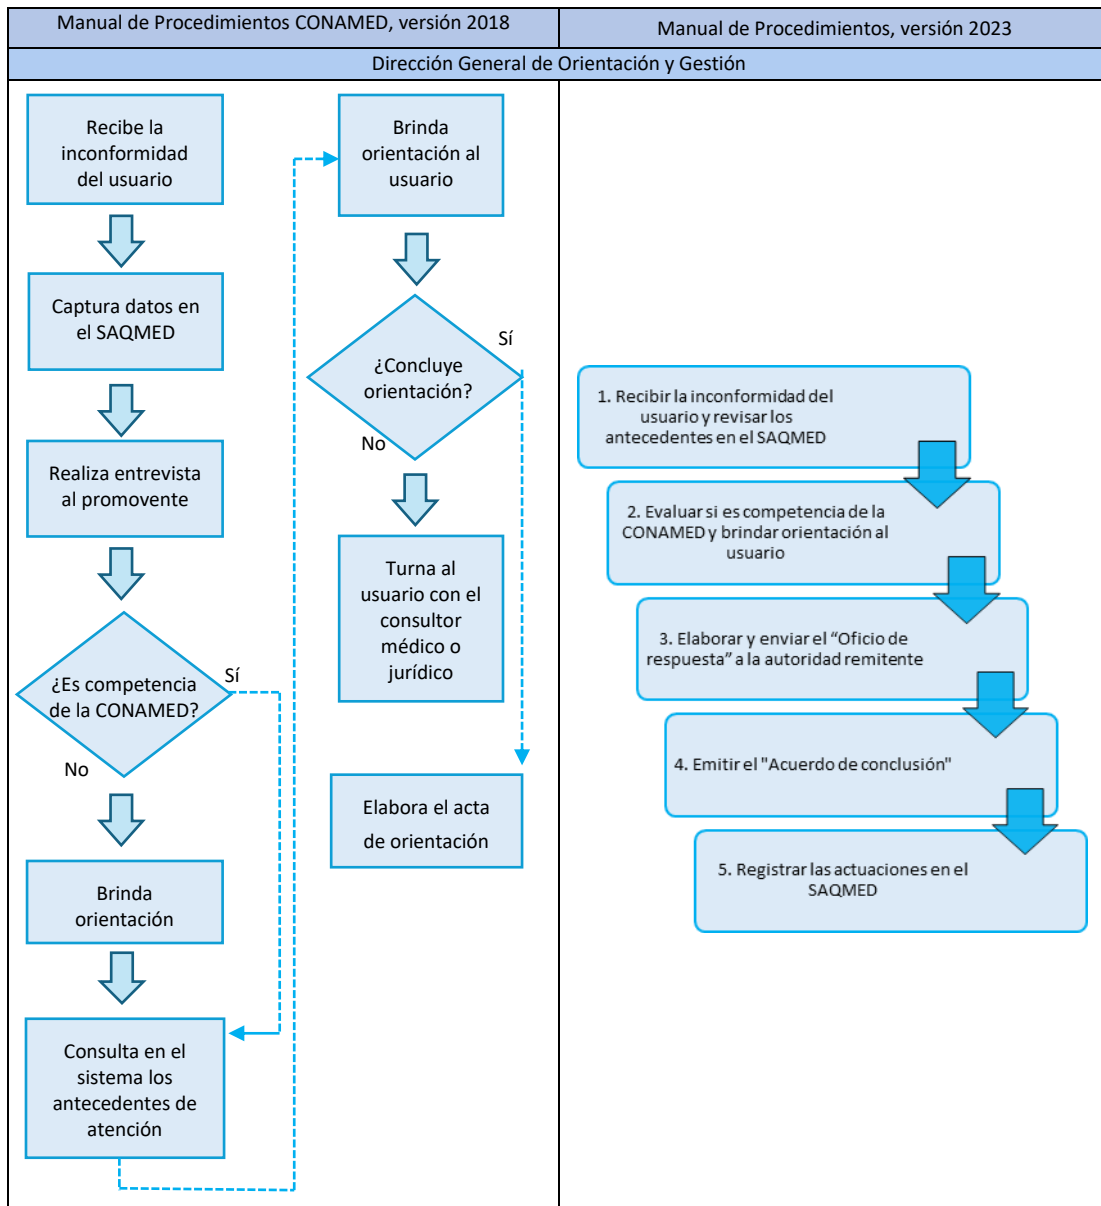 Manual de Procedimientos CONAMED, versión 2018
Manual de Procedimientos, versión 2023
Dirección General de Orientación y Gestión
Recibe la
inconformidad
del usuario
Captura datos en
el SAQMED
Realiza entrevista
al promovente
¿Es competencia
de la CONAMED?
Sí
No
Brinda
orientación
Consulta en el
sistema los
antecedentes de
atención
Brinda
orientación al
usuario
¿Concluye
orientación?
Sí
No
Turna al
usuario con el
consultor
médico o
jurídico
Elabora el acta
de orientación
1. Recibir la inconformidad del
usuario y revisar los
antecedentes en el SAQMED
2. Evaluar si es competencia de la
CONAMED y brindar orientación al
usuario
3. Elaborar y enviar el “Oficio de
respuesta” a la autoridad remitente
4. Emitir el "Acuerdo de conclusión"
5. Registrar las actuaciones en el
SAQMED